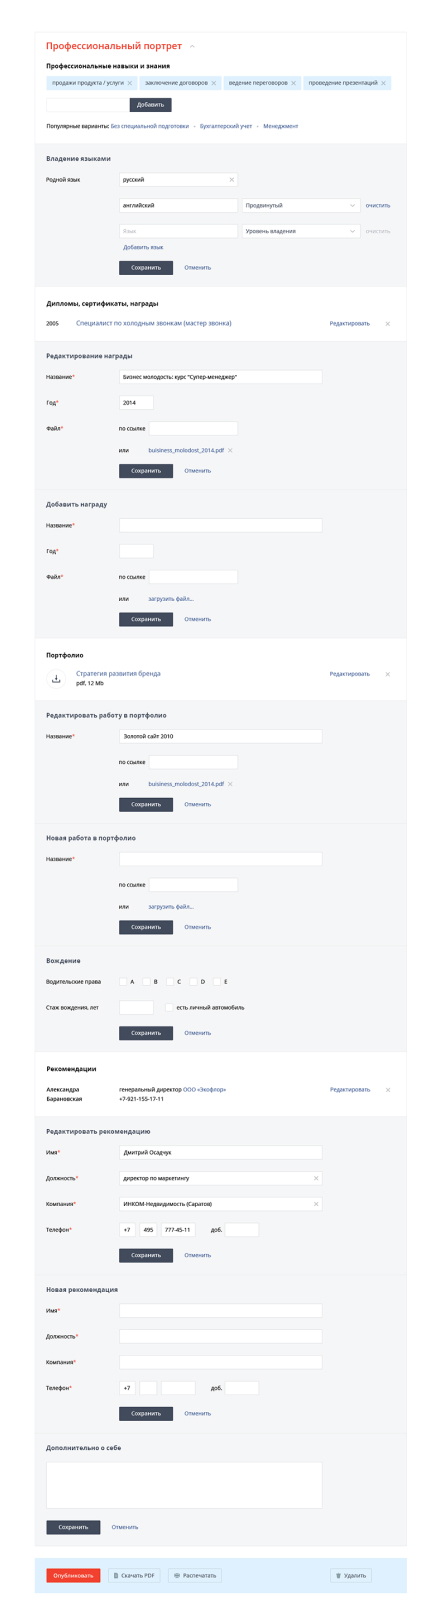 Профессиональный портрет
Профессиональные навыки и знания
продажи продукта / услуги × заключение договоров × ведение переговоров × проведение презентаций ×
Добавить
Популярные варианты: Без специальной подготовки - Бухгалтерский учет - Менеджмент
Владение языками
Родной язык русский ×
английский Продвинутый очистить
Язык Уровень владения очистить
Добавить язык
Сохранить Отменить
Дипломы, сертификаты, награды
2005 Специалист по холодным звонкам (мастер звонка) Редактировать ×
Редактирование награды
Название* Бизнес молодость: курс "Супер-менеджер"
Год* 2014
Файл* по ссылке
или buisiness_molodost_2014.pdf ×
Сохранить Отменить
Добавить награду
Название*
Год*
Файл* по ссылке
или загрузить файл...
Сохранить Отменить
Портфолио
Стратегия развития бренда Редактировать ×
pdf, 12 Mb
Редактировать работу в портфолио
Название* Золотой сайт 2010
по ссылке
или buisiness_molodost_2014.pdf ×
Сохранить Отменить
Новая работа в портфолио
Название*
по ссылке
или загрузить файл...
Сохранить Отменить
Вождение
Водительские права A B C D E
Стаж вождения, лет есть личный автомобиль
Сохранить Отменить
Рекомендации
Александра генеральный директор ООО «Экофлор» Редактировать ×
Барановская +7-921-155-17-11
Редактировать рекомендацию
Имя* Дмитрий Осадчук
Должность* директор по маркетингу ×
Компания* ИНКОМ-Недвидимость (Саратов) ×
Телефон* +7 495 777-45-11 доб.
Сохранить Отменить
Новая рекомендация
Имя*
Должность*
Компания*
Телефон* +7 доб.
Сохранить Отменить
Дополнительно о себе
Сохранить Отменить
Опубликовать Скачать PDF Распечатать Удалить